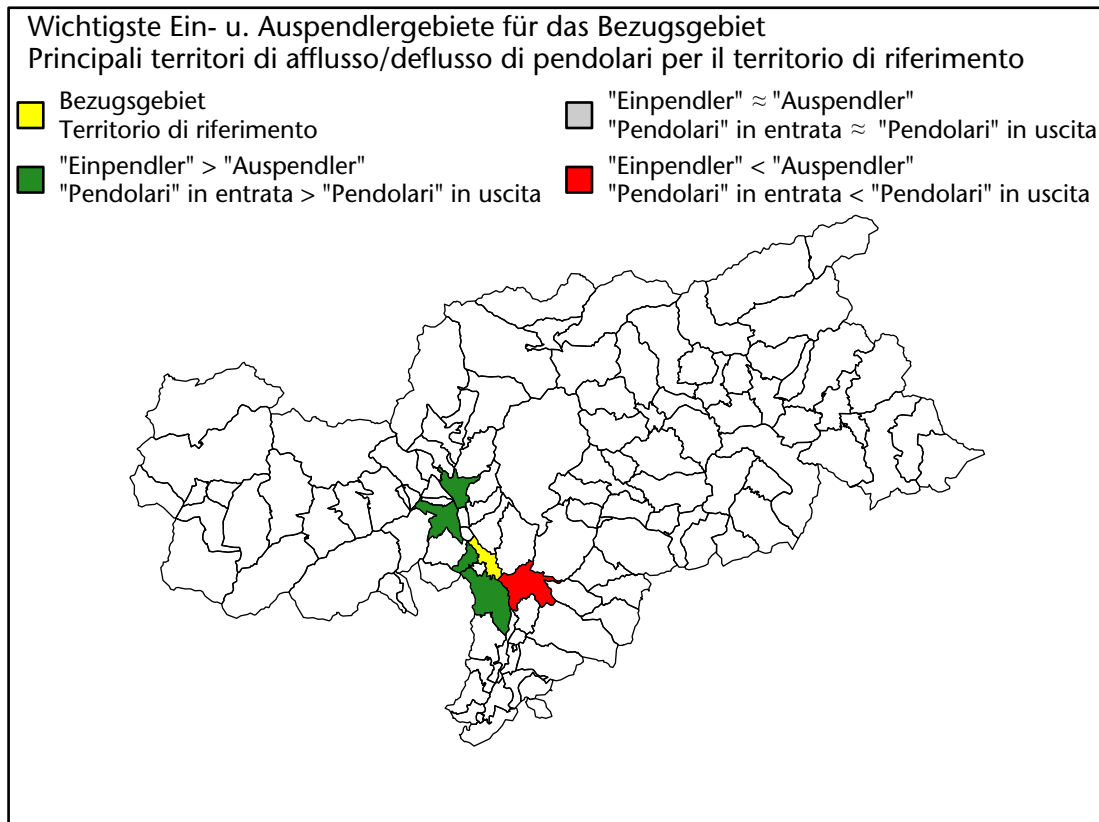 Wichtigste Ein- u. Auspendlergebiete für das Bezugsgebiet
Principali territori di afflusso/deflusso di pendolari per il territorio di riferimento
Bezugsgebiet
Territorio di riferimento
"Einpendler" ≈ "Auspendler"
"Pendolari" in entrata ≈ "Pendolari" in uscita
"Einpendler" > "Auspendler"
"Pendolari" in entrata > "Pendolari" in uscita
"Einpendler" < "Auspendler"
"Pendolari" in entrata < "Pendolari" in uscita